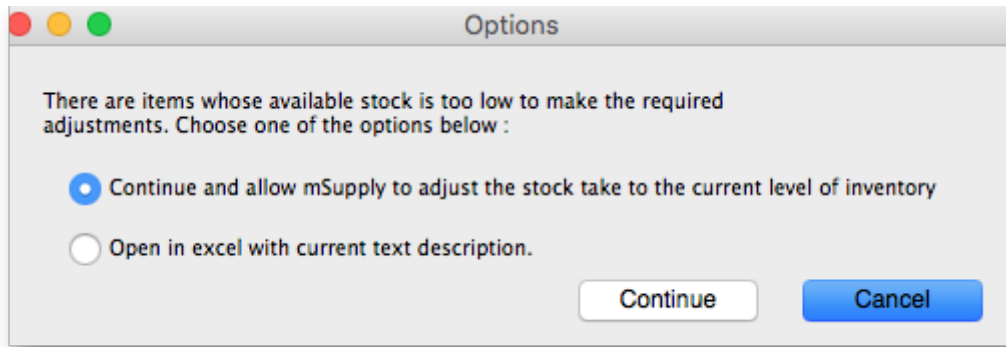 Options
There are items whose available stock is too low to make the required
adjustments. Choose one of the options below :
Continue and allow mSupply to adjust the stock take to the current level of inventory
Open in excel with current text description.
Continue
Cancel